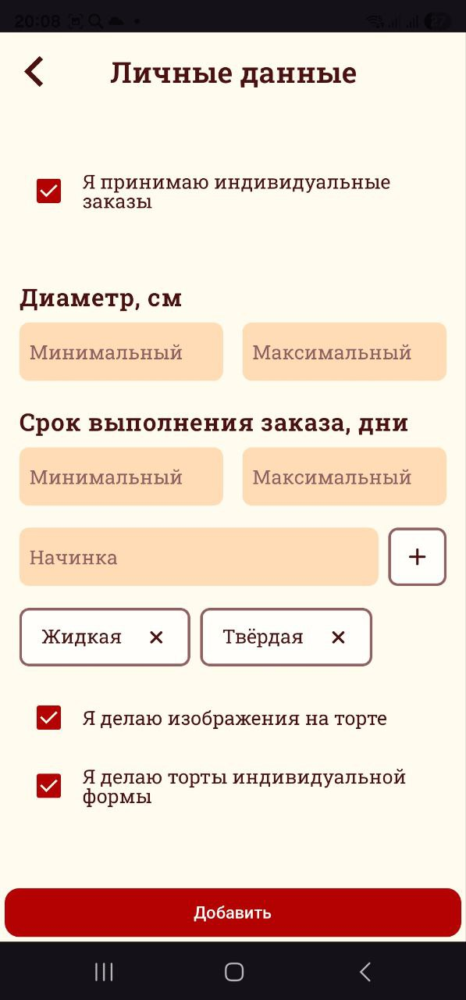 20:08
27
Личные данные
Я принимаю индивидуальные
заказы
Диаметр, см
Минимальный Максимальный
Срок выполнения заказа, дни
Минимальный Максимальный
Начинка +
Жидкая × Твёрдая ×
Я делаю изображения на торте
Я делаю торты индивидуальной
формы
Добавить